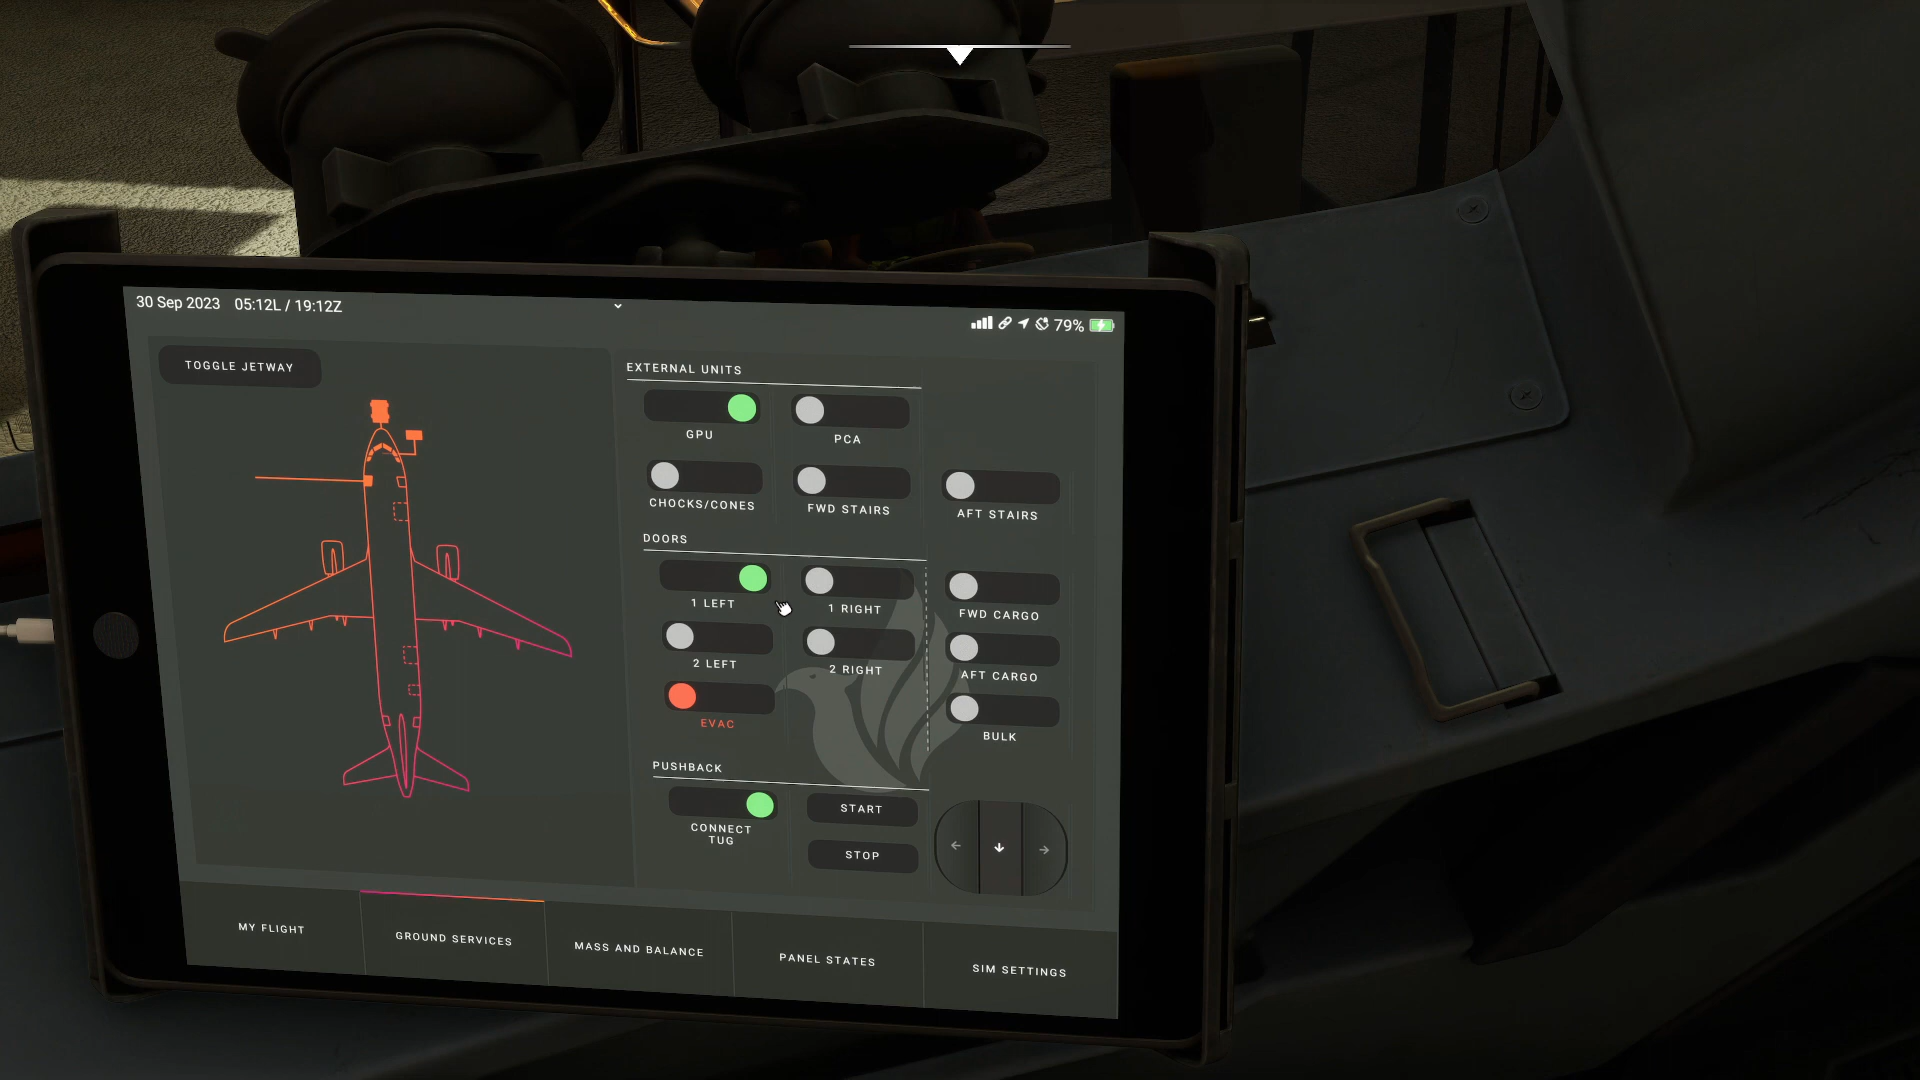 30 Sep 2023 05:12L / 19:12Z
79%
TOGGLE JETWAY
EXTERNAL UNITS
GPU
PCA
CHOCKS/CONES
FWD STAIRS
AFT STAIRS
DOORS
1 LEFT
1 RIGHT
FWD CARGO
2 LEFT
2 RIGHT
AFT CARGO
EVAC
BULK
PUSHBACK
CONNECT
TUG
START
STOP
MY FLIGHT
GROUND SERVICES
MASS AND BALANCE
PANEL STATES
SIM SETTINGS